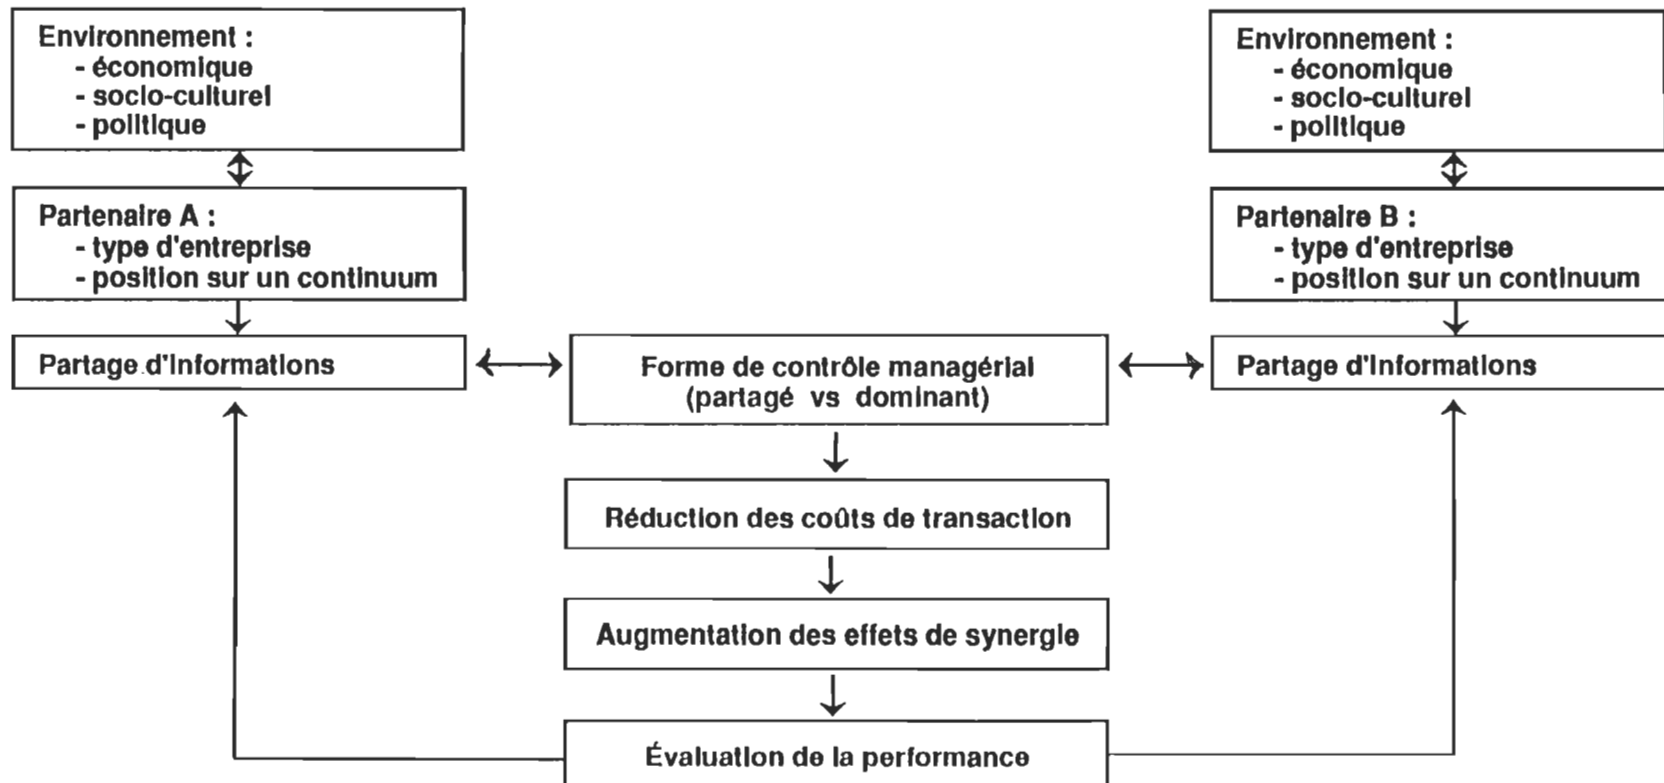 Environnement :
- économique
- socio-culturel
- politique
Partenaire A :
- type d'entreprise
- position sur un continuum
Partage d'informations
Environnement :
- économique
- socio-culturel
- politique
Partenaire B :
- type d'entreprise
- position sur un continuum
Partage d'informations
Forme de contrôle managérial
(partagé vs dominant)
Réduction des coûts de transaction
Augmentation des effets de synergie
Évaluation de la performance